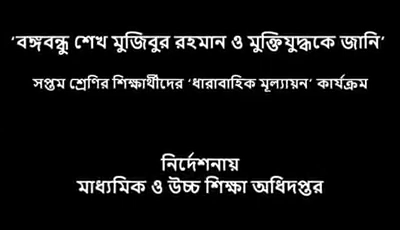 ‘বঙ্গবন্ধু শেখ মুজিবুর রহমান ও মুক্তিযুদ্ধকে জানি’
সপ্তম শ্রেণির শিক্ষার্থীদের ‘ধারাবাহিক মূল্যায়ন’ কার্যক্রম
নির্দেশনায়
মাধ্যমিক ও উচ্চ শিক্ষা অধিদপ্তর